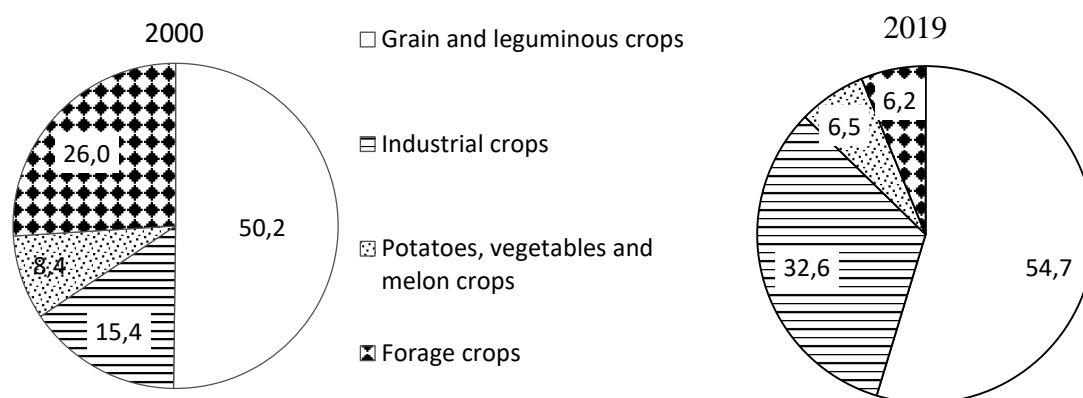 2000
26,0
50,2
8,4
15,4
Grain and leguminous crops
Industrial crops
Potatoes, vegetables and
melon crops
Forage crops
2019
6,2
6,5
32,6
54,7